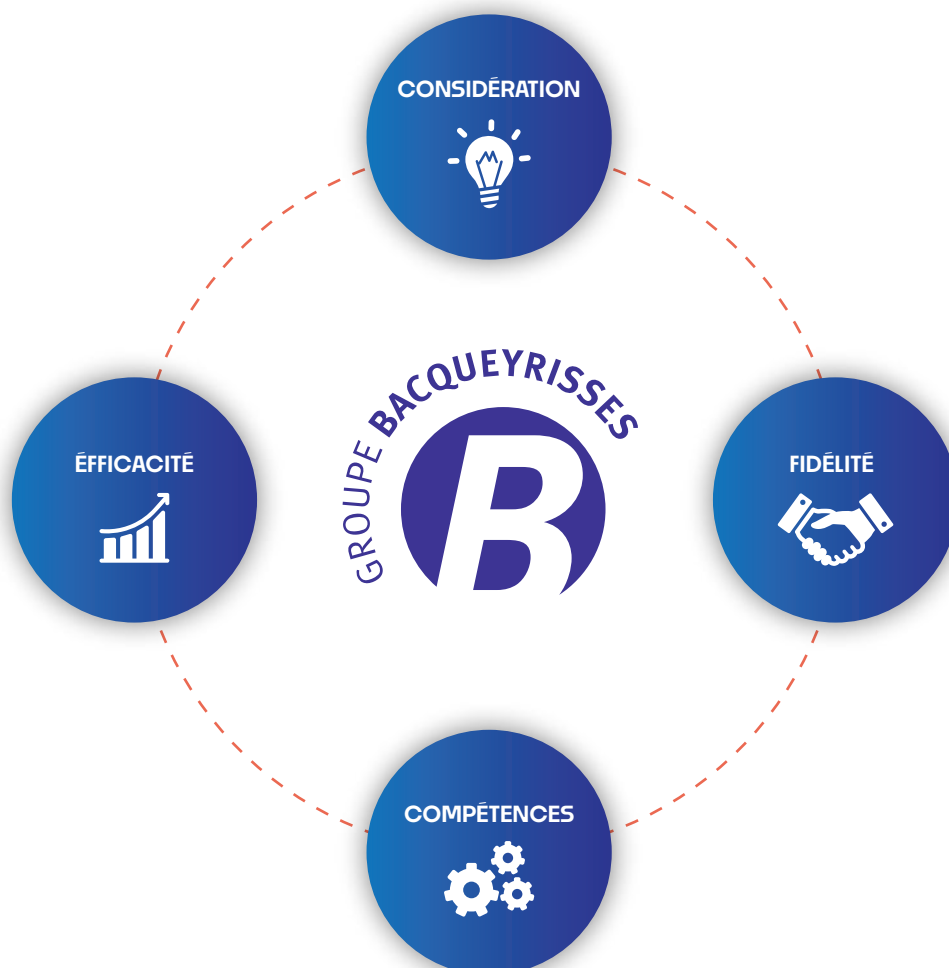 CONSIDÉRATION
GROUPE BACQUEYRISSES
B
ÉFFICACITÉ
FIDÉLITÉ
COMPÉTENCES